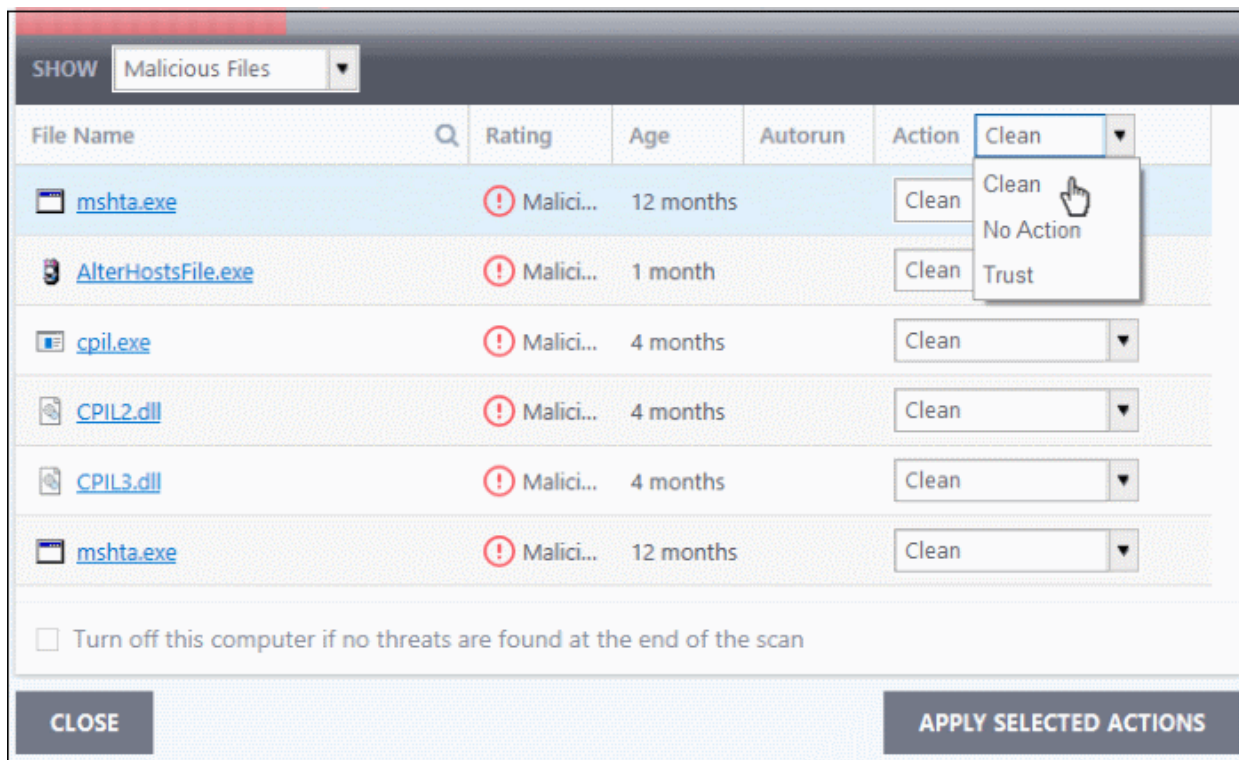 SHOW Malicious Files
File Name Rating Age Autorun Action Clean
mshta.exe Malici... 12 months Clean
Clean
No Action
Trust
AlterHostsFile.exe Malici... 1 month Clean
cpil.exe Malici... 4 months Clean
CPIL2.dll Malici... 4 months Clean
CPIL3.dll Malici... 4 months Clean
mshta.exe Malici... 12 months Clean
Turn off this computer if no threats are found at the end of the scan
CLOSE APPLY SELECTED ACTIONS